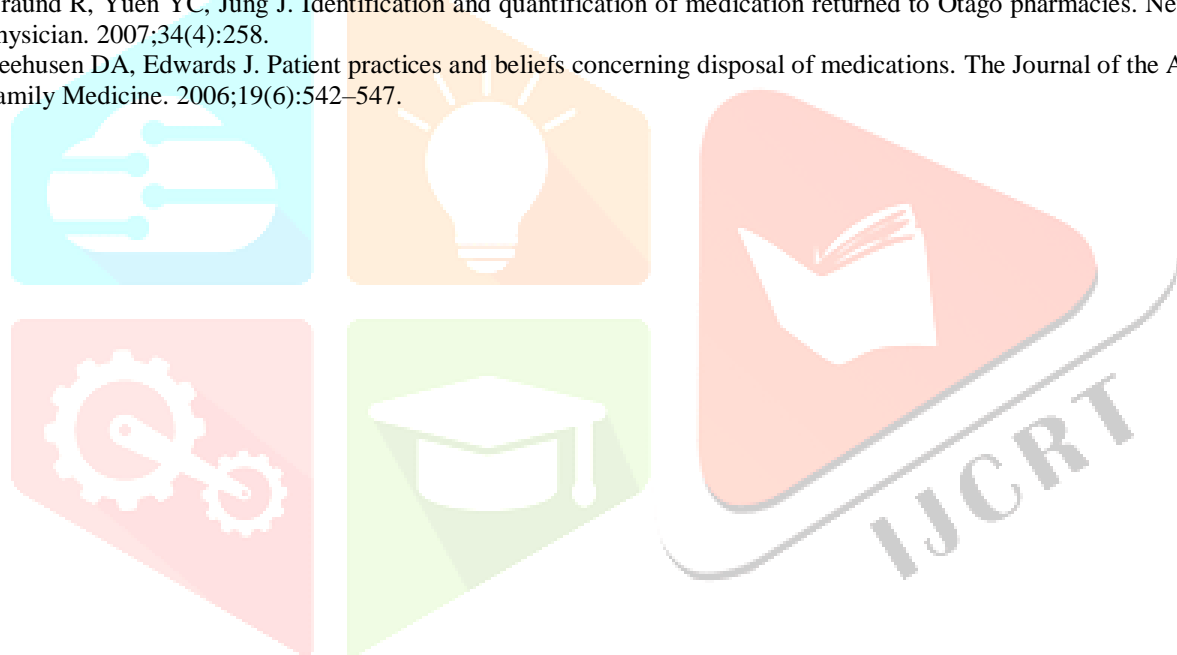 raund R, Yuen YC, Jung J. Identification and quantification of medication returned to Otago pharmacies. Ne
hysician. 2007;34(4):258.
eehusen DA, Edwards J. Patient practices and beliefs concerning disposal of medications. The Journal of the A
amily Medicine. 2006;19(6):542–547.
IJCRT